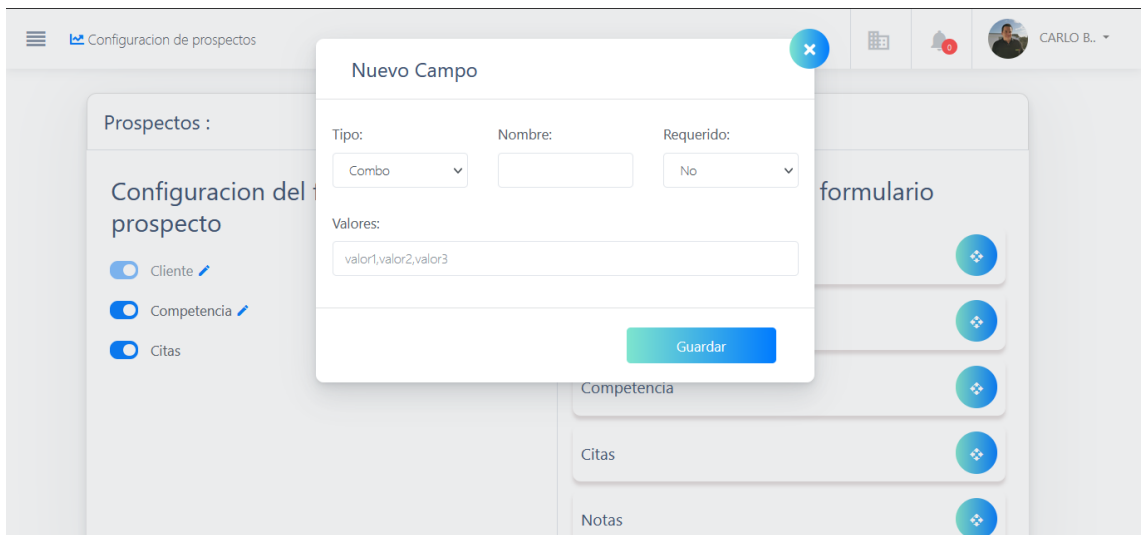 Configuracion de prospectos
0
CARLO B..
Nuevo Campo
Prospectos :
Tipo:
Nombre:
Requerido:
Combo
No
Configuracion del
formulario
prospecto
Valores:
valor1,valor2,valor3
Cliente
Competencia
Citas
Guardar
Competencia
Citas
Notas